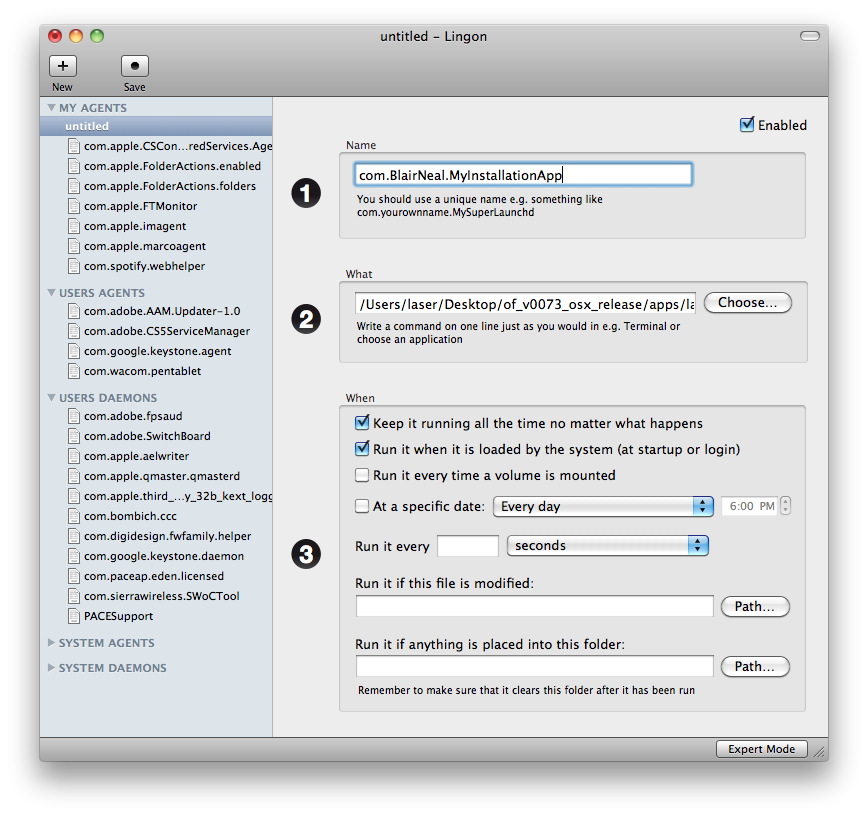 untitled – Lingon
New
Save
MY AGENTS
untitled
com.apple.CSCon...redServices.Age
com.apple.FolderActions.enabled
com.apple.FolderActions.folders
com.apple.FTMonitor
com.apple.imagent
com.apple.marcoagent
com.spotify.webhelper
USERS AGENTS
com.adobe.AAM.Updater-1.0
com.adobe.CS5ServiceManager
com.google.keystone.agent
com.wacom.pentablet
USERS DAEMONS
com.adobe.fpsaud
com.adobe.SwitchBoard
com.apple.aelwriter
com.apple.qmaster.qmasterd
com.apple.third_...y_32b_kext_logg
com.bombich.ccc
com.digidesign.fwfamily.helper
com.google.keystone.daemon
com.paceap.eden.licensed
com.sierrawireless.SWoCTool
PACESupport
SYSTEM AGENTS
SYSTEM DAEMONS
Enabled
Name
1
com.BlairNeal.MyInstallationApp
You should use a unique name e.g. something like
com.yourownname.MySuperLaunchd
What
2
/Users/laser/Desktop/of_v0073_osx_release/apps/la
Choose...
Write a command on one line just as you would in e.g. Terminal or
choose an application
When
3
Keep it running all the time no matter what happens
Run it when it is loaded by the system (at startup or login)
Run it every time a volume is mounted
At a specific date: Every day 6:00 PM
Run it every seconds
Run it if this file is modified:
Path...
Run it if anything is placed into this folder:
Path...
Remember to make sure that it clears this folder after it has been run
Expert Mode